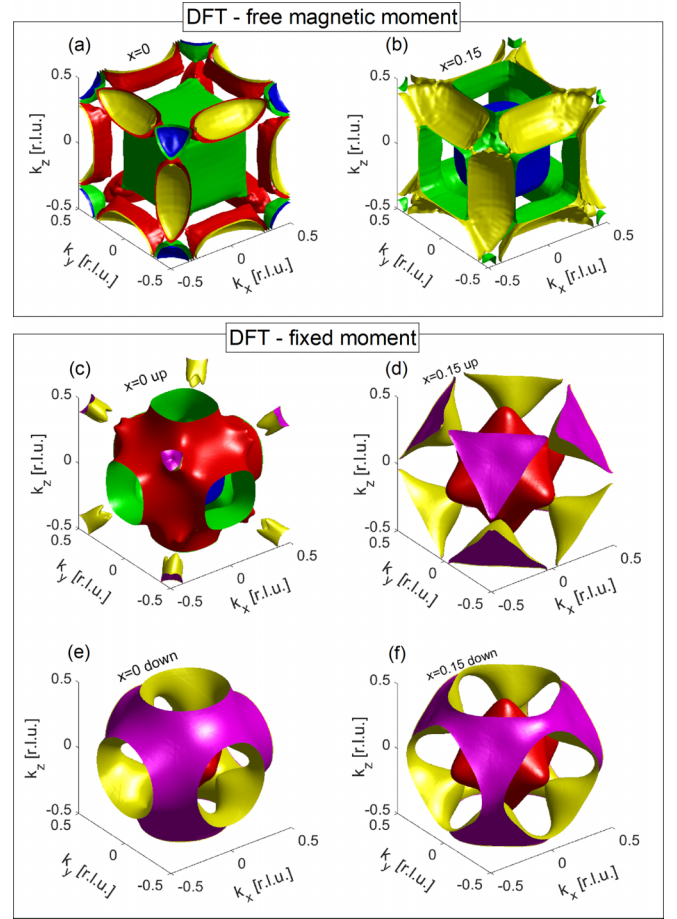 DFT - free magnetic moment
(a)
x=0
0.5
0
-0.5
0.5
0
-0.5
-0.5
0
0.5
k_z [r.l.u.]
k_y [r.l.u.]
k_x [r.l.u.]
(b)
x=0.15
0.5
0
-0.5
0.5
0
-0.5
-0.5
0
0.5
k_z [r.l.u.]
k_y [r.l.u.]
k_x [r.l.u.]
DFT - fixed moment
(c)
x=0 up
0.5
0
-0.5
0.5
0
-0.5
-0.5
0
0.5
k_z [r.l.u.]
k_y [r.l.u.]
k_x [r.l.u.]
(d)
x=0.15 up
0.5
0
-0.5
0.5
0
-0.5
-0.5
0
0.5
k_z [r.l.u.]
k_y [r.l.u.]
k_x [r.l.u.]
(e)
x=0 down
0.5
0
-0.5
0.5
0
-0.5
-0.5
0
0.5
k_z [r.l.u.]
k_y [r.l.u.]
k_x [r.l.u.]
(f)
x=0.15 down
0.5
0
-0.5
0.5
0
-0.5
-0.5
0
0.5
k_z [r.l.u.]
k_y [r.l.u.]
k_x [r.l.u.]